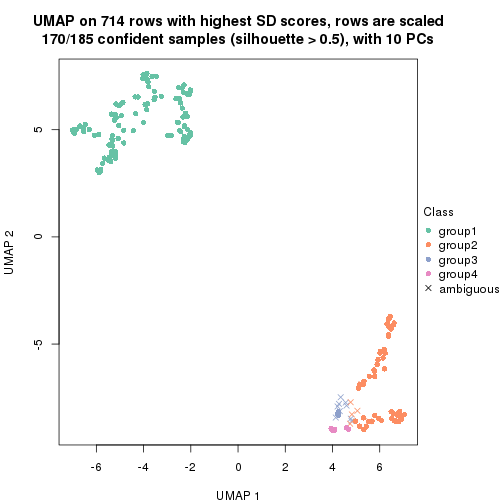 UMAP on 714 rows with highest SD scores, rows are scaled
170/185 confident samples (silhouette > 0.5), with 10 PCs
5
0
-5
UMAP 2
-6
-4
-2
0
2
4
6
UMAP 1
Class
group1
group2
group3
group4
ambiguous